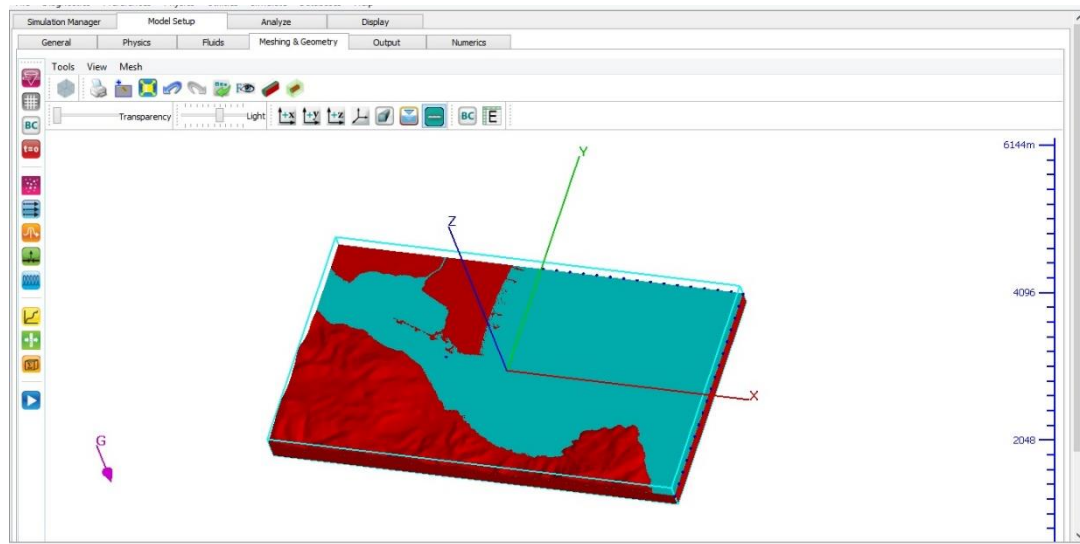 Simulation Manager Model Setup Analyze Display
General Physics Fluids Meshing & Geometry Output Numerics
Tools View Mesh
Transparency Light +x +y +z BC E
BC
t=0
6144m
Y
Z
4096
X
G
2048